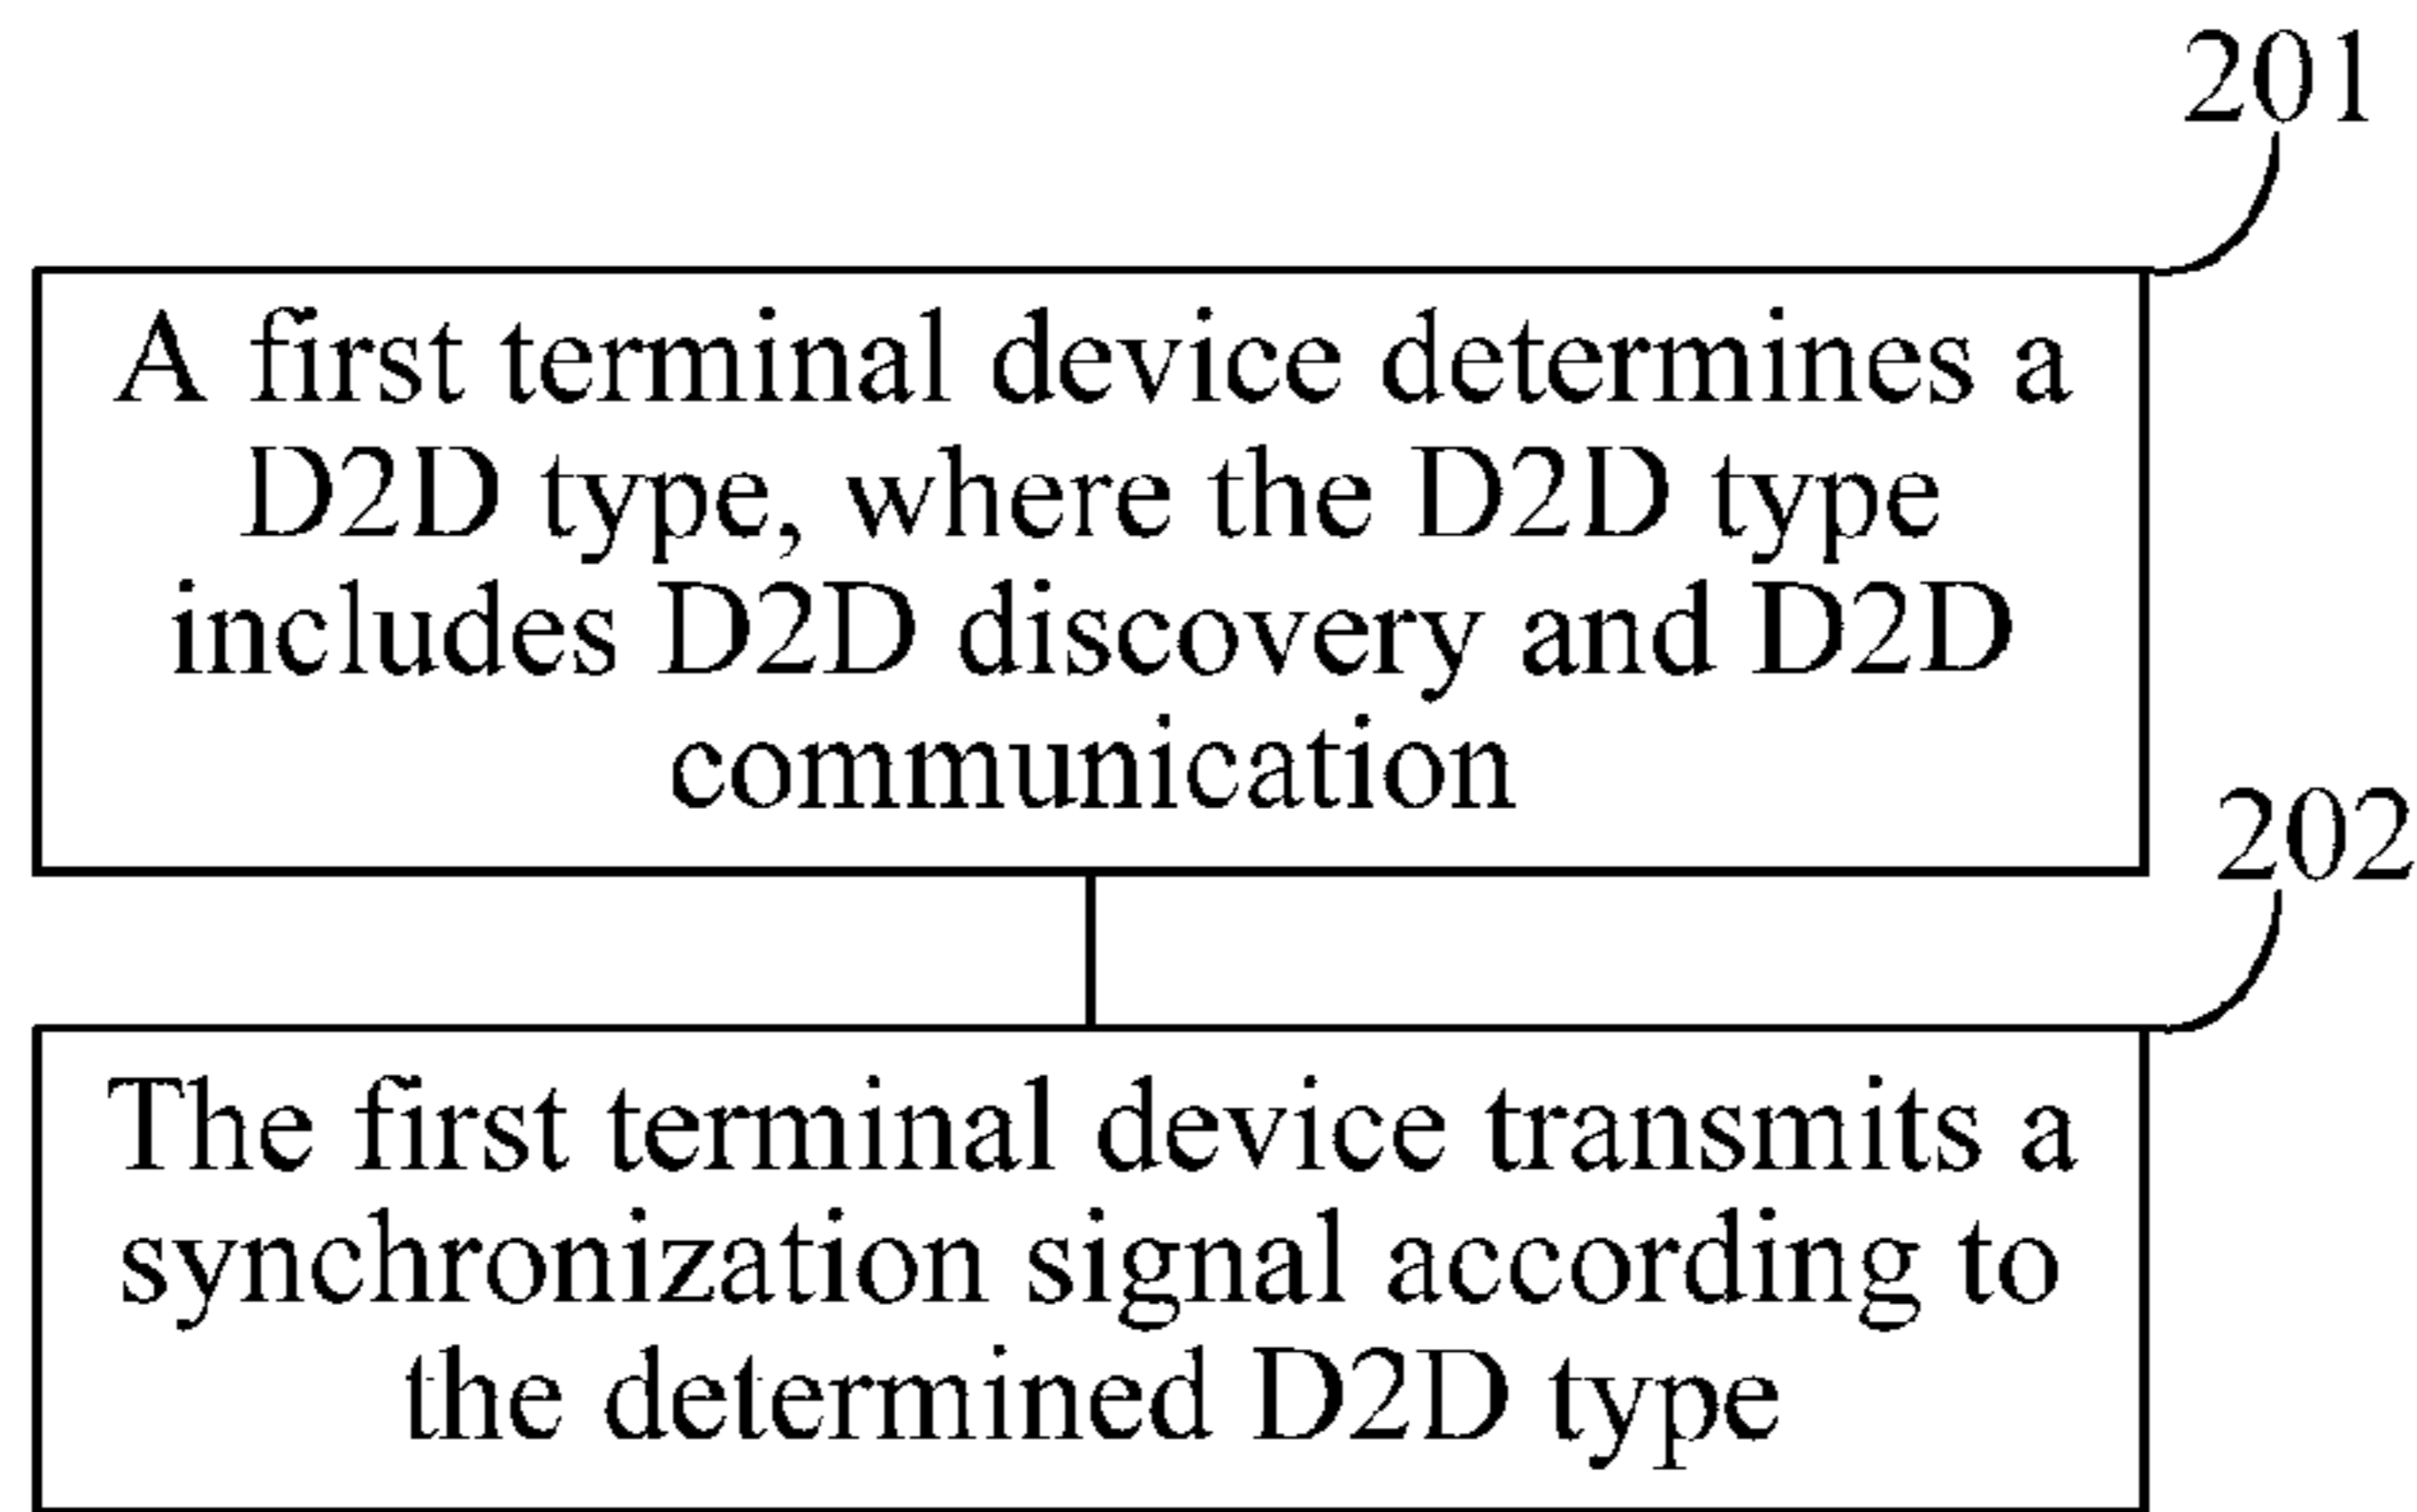 201
A first terminal device determines a
D2D type, where the D2D type
includes D2D discovery and D2D
communication
202
The first terminal device transmits a
synchronization signal according to
the determined D2D type